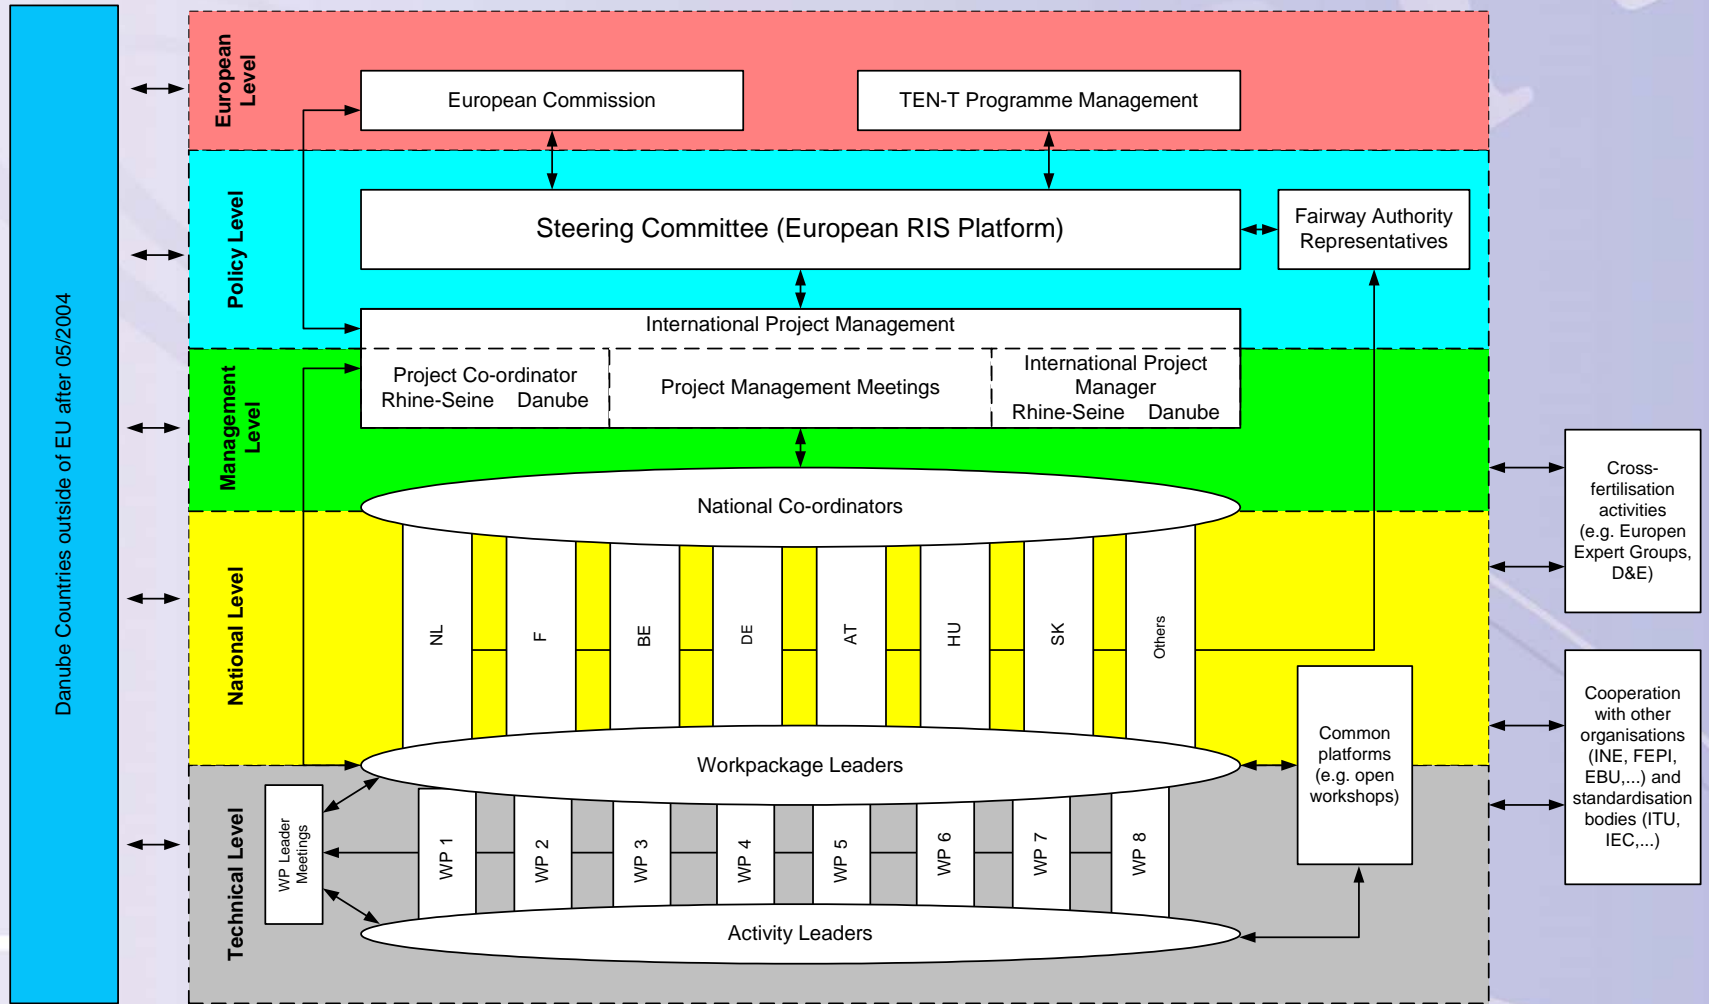 Danube Countries outside of EU after 05/2004
European
Level
European Commission
TEN-T Programme Management
Policy Level
Steering Committee (European RIS Platform)
Fairway Authority
Representatives
International Project Management
Management
Level
Project Co-ordinator
Rhine-Seine Danube
Project Management Meetings
International Project
Manager
Rhine-Seine Danube
National Co-ordinators
National Level
NL
F
BE
DE
AT
HU
SK
Others
Workpackage Leaders
Common
platforms
(e.g. open
workshops)
Technical Level
WP Leader
Meetings
WP 1
WP 2
WP 3
WP 4
WP 5
WP 6
WP 7
WP 8
Activity Leaders
Cross-
fertilisation
activities
(e.g. Europen
Expert Groups,
D&E)
Cooperation
with other
organisations
(INE, FEPI,
EBU,...) and
standardisation
bodies (ITU,
IEC,...)